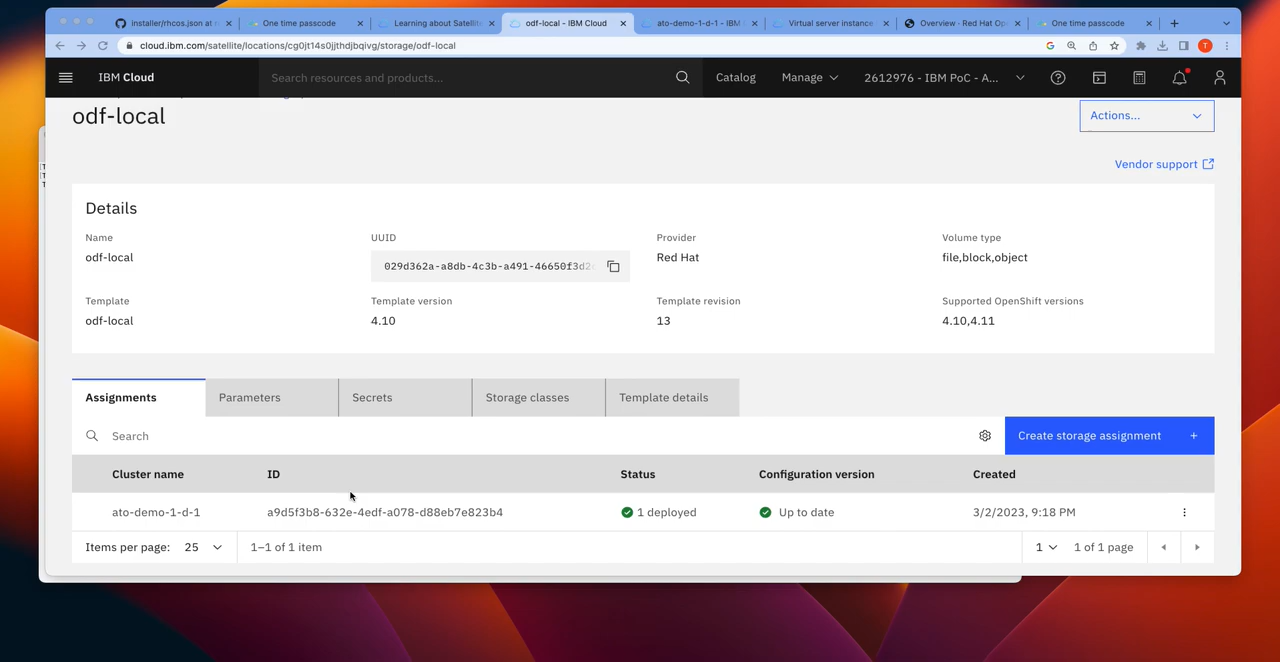 installer/rhcos.json at
One time passcode
Learning about Satellit
odf-local - IBM Cloud
ato-demo-1-d-1 - IBM
Virtual server instance
Overview · Red Hat Op
One time passcode
cloud.ibm.com/satellite/locations/cg0jt14s0jjthdjbqivg/storage/odf-local
T
IBM Cloud
Search resources and products...
Catalog
Manage
2612976 - IBM PoC - A...
odf-local
Actions...
Vendor support
Details
Name
UUID
Provider
Volume type
odf-local
029d362a-a8db-4c3b-a491-46650f3d2
Red Hat
file,block,object
Template
Template version
Template revision
Supported OpenShift versions
odf-local
4.10
13
4.10,4.11
Assignments
Parameters
Secrets
Storage classes
Template details
Search
Create storage assignment +
Cluster name
ID
Status
Configuration version
Created
ato-demo-1-d-1
a9d5f3b8-632e-4edf-a078-d88eb7e823b4
1 deployed
Up to date
3/2/2023, 9:18 PM
Items per page: 25
1–1 of 1 item
1
1 of 1 page